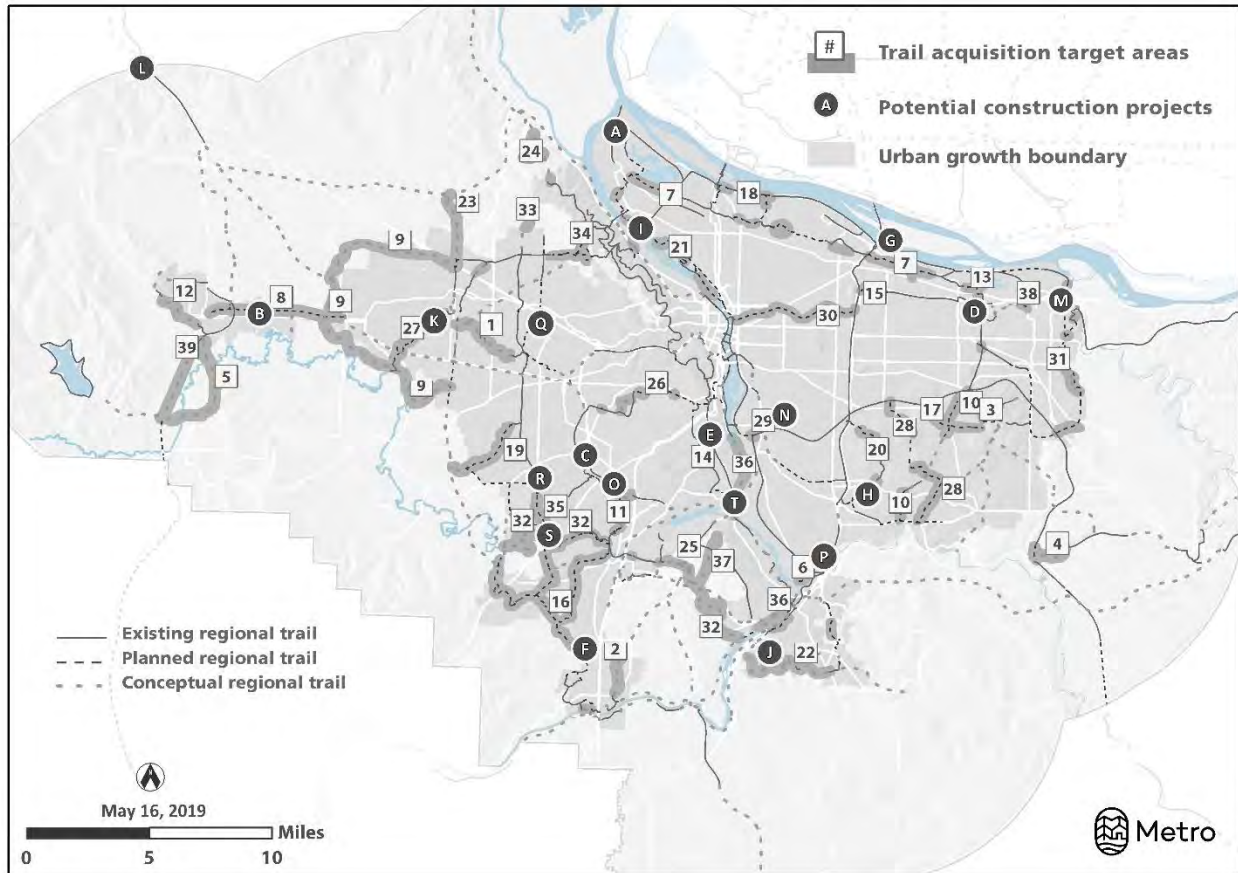 L
#
Trail acquisition target areas
A
Potential construction projects
Urban growth boundary
A
24
7
18
23
33
9
34
I
21
G
7
13
12
8
B
9
K
27
1
Q
15
30
D
38
M
39
5
9
26
31
29
N
10
17
3
28
19
C
E
14
36
20
R
O
T
H
10
28
35
11
32
32
S
25
37
6
P
4
16
36
32
F
2
J
22
Existing regional trail
Planned regional trail
Conceptual regional trail
May 16, 2019
Miles
0 5 10
Metro